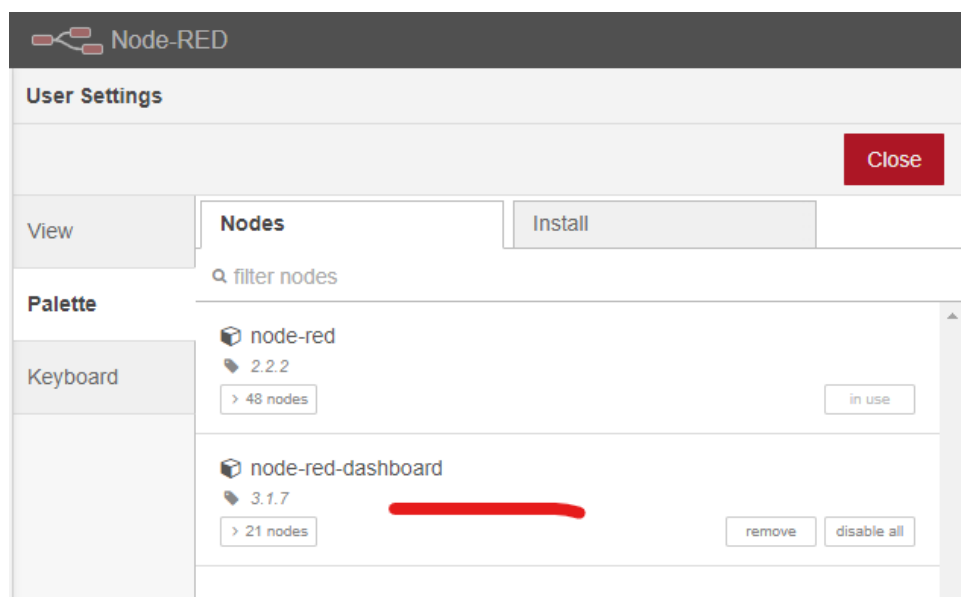 Node-RED
User Settings
Close
View
Nodes
Install
filter nodes
Palette
node-red
2.2.2
Keyboard
> 48 nodes
in use
node-red-dashboard
3.1.7
> 21 nodes
remove
disable all